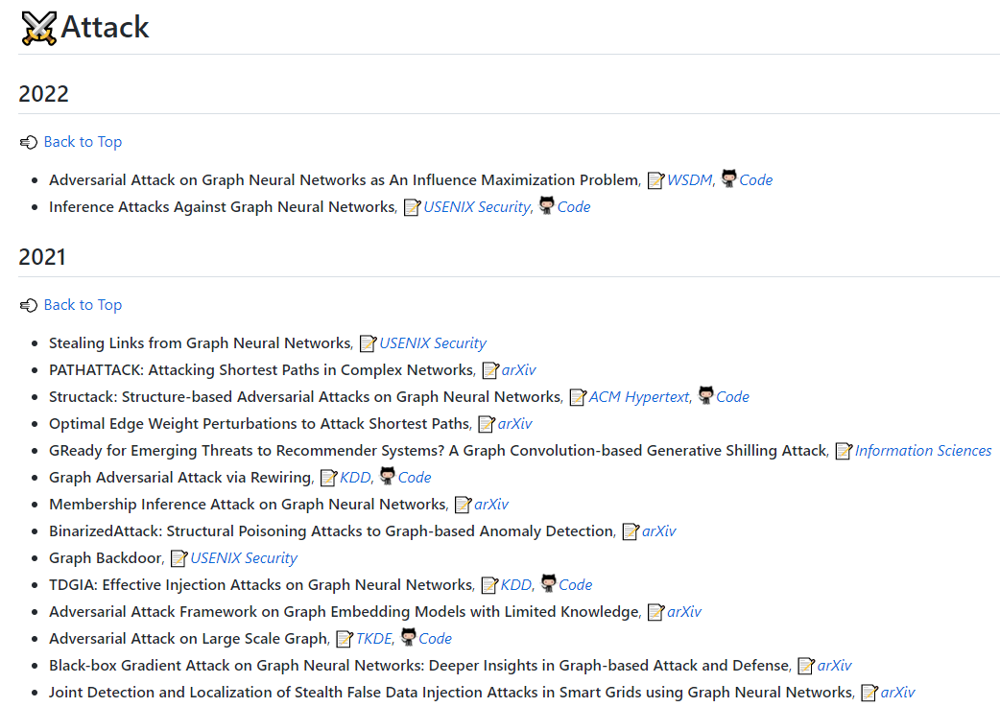 Attack
2022
Back to Top
Adversarial Attack on Graph Neural Networks as An Influence Maximization Problem, WSDM, Code
Inference Attacks Against Graph Neural Networks, USENIX Security, Code
2021
Back to Top
Stealing Links from Graph Neural Networks, USENIX Security
PATHATTACK: Attacking Shortest Paths in Complex Networks, arXiv
Structack: Structure-based Adversarial Attacks on Graph Neural Networks, ACM Hypertext, Code
Optimal Edge Weight Perturbations to Attack Shortest Paths, arXiv
GReady for Emerging Threats to Recommender Systems? A Graph Convolution-based Generative Shilling Attack, Information Sciences
Graph Adversarial Attack via Rewiring, KDD, Code
Membership Inference Attack on Graph Neural Networks, arXiv
BinarizedAttack: Structural Poisoning Attacks to Graph-based Anomaly Detection, arXiv
Graph Backdoor, USENIX Security
TDGIA: Effective Injection Attacks on Graph Neural Networks, KDD, Code
Adversarial Attack Framework on Graph Embedding Models with Limited Knowledge, arXiv
Adversarial Attack on Large Scale Graph, TKDE, Code
Black-box Gradient Attack on Graph Neural Networks: Deeper Insights in Graph-based Attack and Defense, arXiv
Joint Detection and Localization of Stealth False Data Injection Attacks in Smart Grids using Graph Neural Networks, arXiv